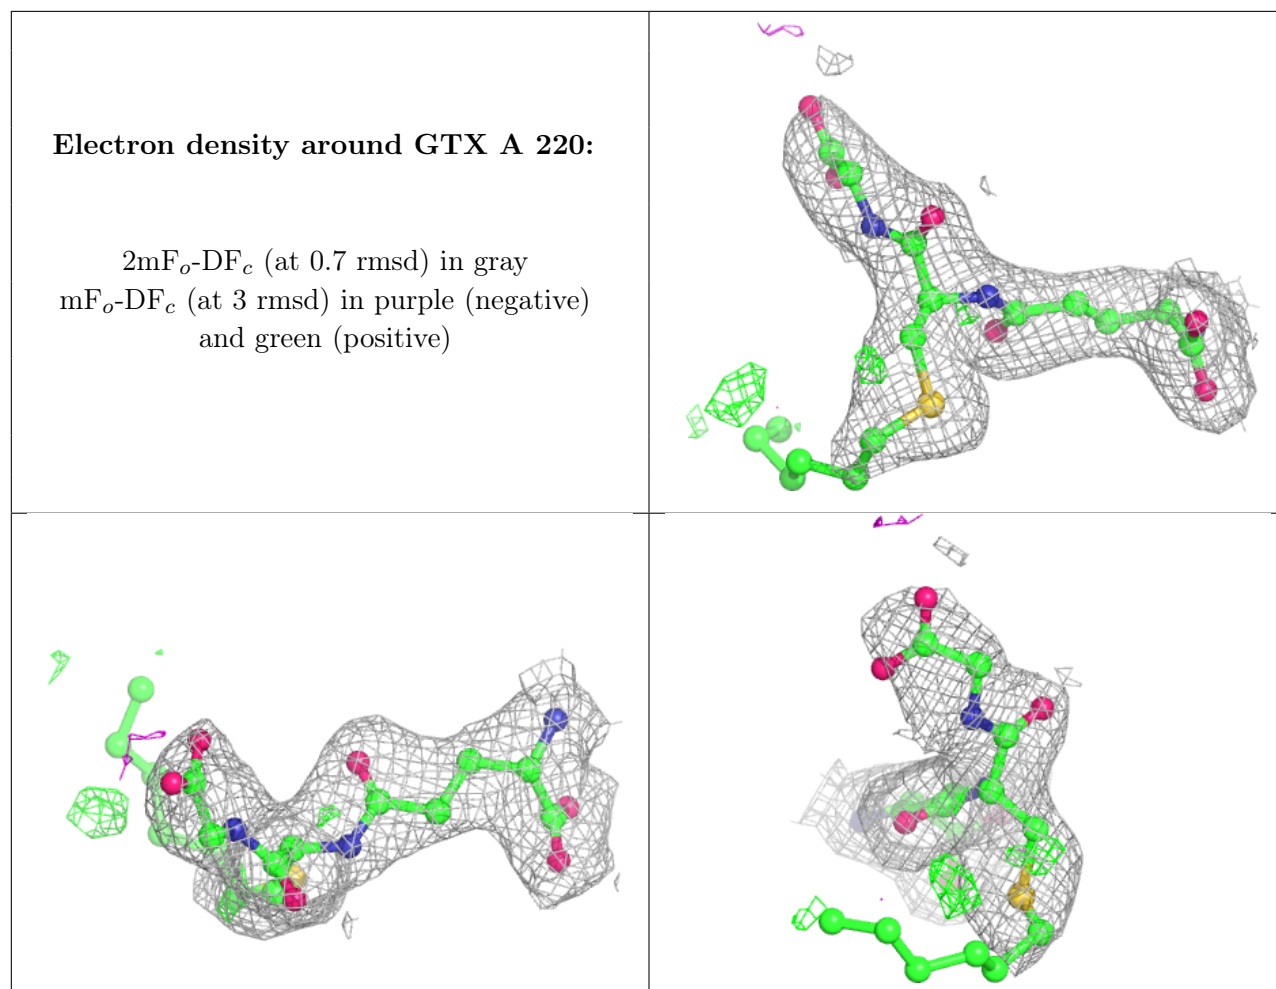 Electron density around GTX A 220:
2mFo-DFc (at 0.7 rmsd) in gray
mFo-DFc (at 3 rmsd) in purple (negative)
and green (positive)